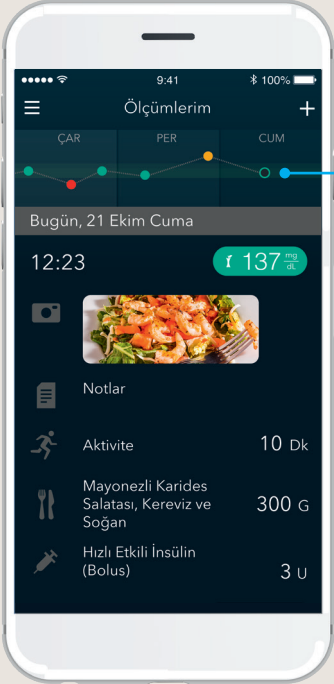 9:41
100%
Ölçümlerim
ÇAR PER CUM
Bugün, 21 Ekim Cuma
12:23 137 mg/dL
Notlar
Aktivite 10 Dk
Mayonezli Karides
Salatası, Kereviz ve
Soğan
300 G
Hızlı Etkili İnsülin
(Bolus)
3 U